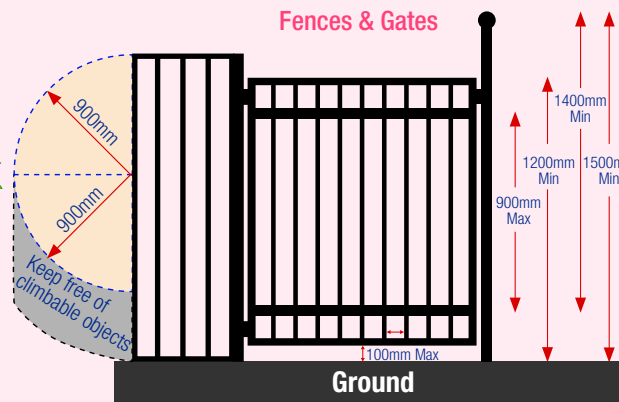 Fences & Gates
900mm
900mm
Keep free of
climbable objects
1400mm
Min
1200mm
Min
1500m
Min
900mm
Max
100mm Max
Ground